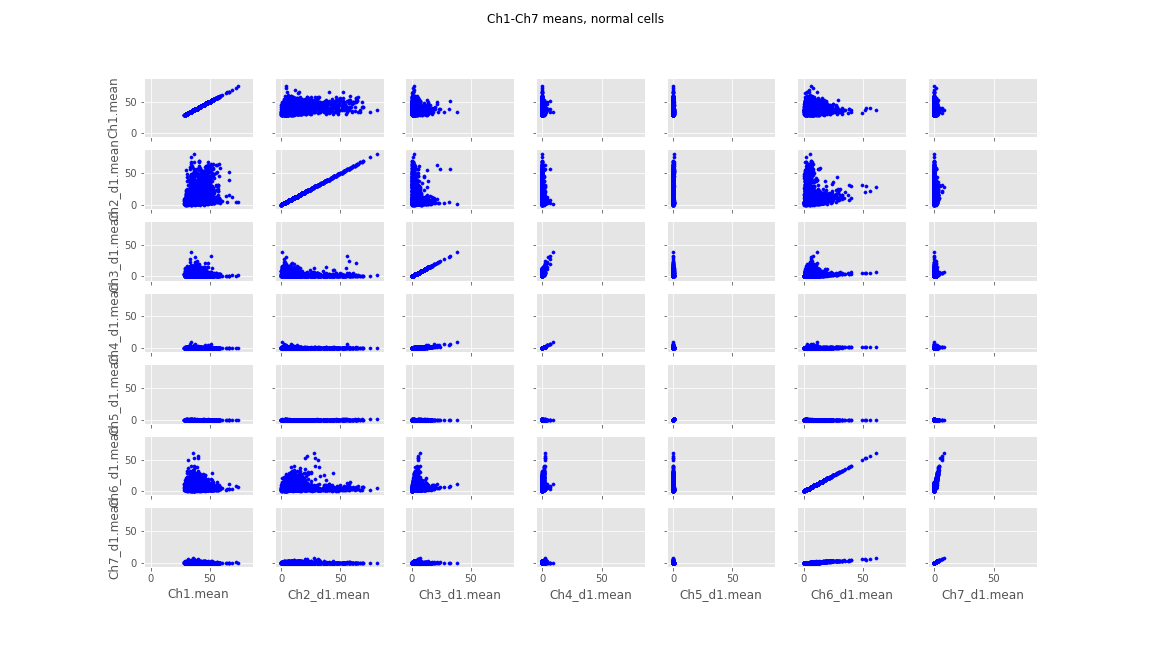 Ch1-Ch7 means, normal cells
Ch1.mean
50
0
Ch2_d1.mean
50
0
Ch3_d1.mean
50
0
Ch4_d1.mean
50
0
Ch5_d1.mean
50
0
Ch6_d1.mean
50
0
Ch7_d1.mean
50
0
0 50 0 50 0 50 0 50 0 50 0 50 0 50
Ch1.mean Ch2_d1.mean Ch3_d1.mean Ch4_d1.mean Ch5_d1.mean Ch6_d1.mean Ch7_d1.mean